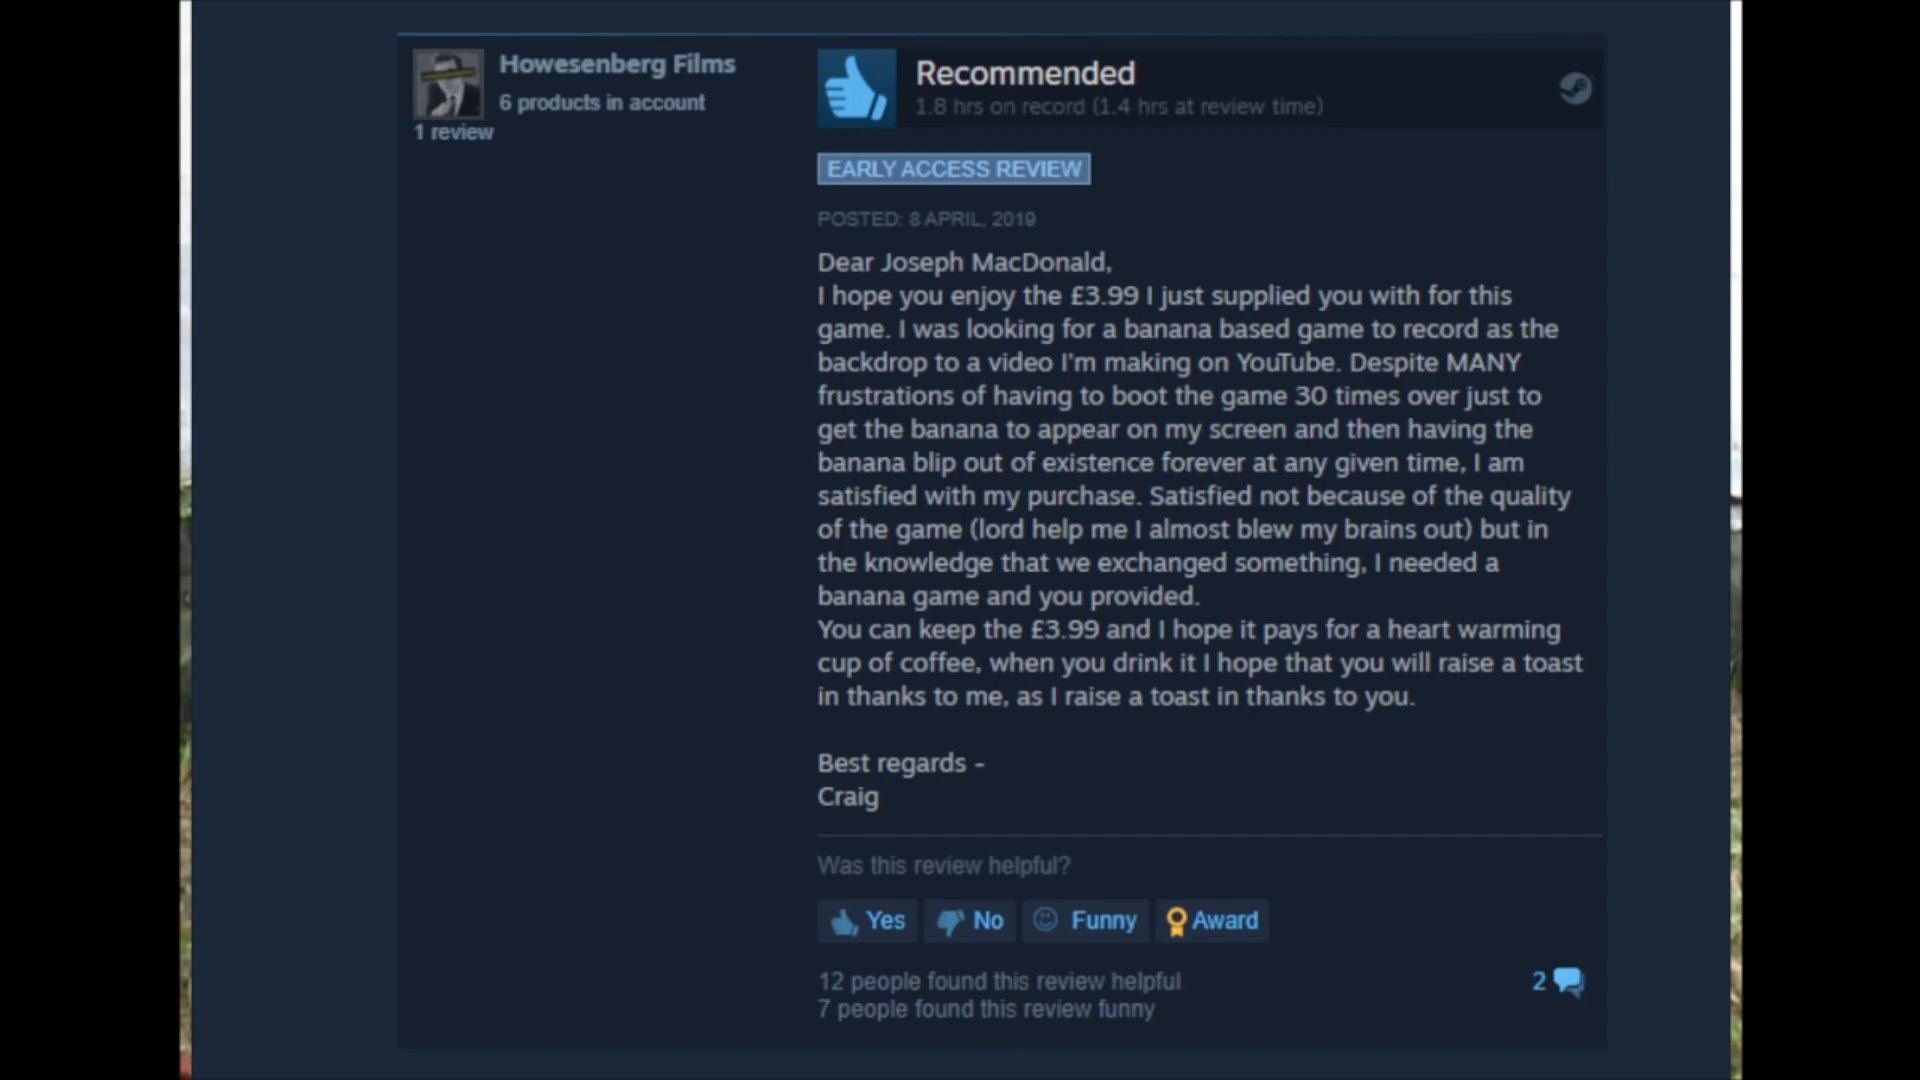 Howesenberg Films
6 products in account
1 review
Recommended
1.8 hrs on record (1.4 hrs at review time)
EARLY ACCESS REVIEW
POSTED: 8 APRIL, 2019
Dear Joseph MacDonald,
I hope you enjoy the £3.99 I just supplied you with for this
game. I was looking for a banana based game to record as the
backdrop to a video I'm making on YouTube. Despite MANY
frustrations of having to boot the game 30 times over just to
get the banana to appear on my screen and then having the
banana blip out of existence forever at any given time, I am
satisfied with my purchase. Satisfied not because of the quality
of the game (lord help me I almost blew my brains out) but in
the knowledge that we exchanged something, I needed a
banana game and you provided.
You can keep the £3.99 and I hope it pays for a heart warming
cup of coffee, when you drink it I hope that you will raise a toast
in thanks to me, as I raise a toast in thanks to you.
Best regards -
Craig
Was this review helpful?
Yes No Funny Award
12 people found this review helpful
2
7 people found this review funny